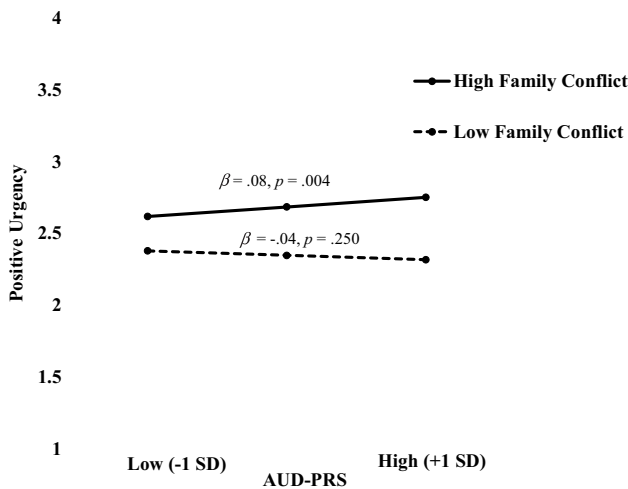 4
3.5
3
2.5
2
1.5
1
Positive Urgency
High Family Conflict
Low Family Conflict
β = .08, p = .004
β = -.04, p = .250
Low (-1 SD)
High (+1 SD)
AUD-PRS